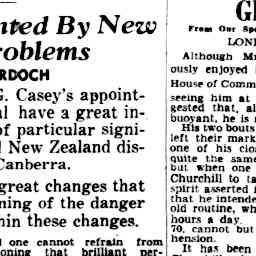 nted By New
roblems
RDOCH
G. Casey's appoint-
al have a great in-
of particular signi-
l New Zealand dis-
Canberra.
great changes that
ning of the danger
hin these changes.
d one cannot refrain from
oning that brilliant per-
G
From Our Spe
LON
Although Mr
ously enjoyed
House of Comm
seeing him at
gested that, al
buoyant, he is n
His two bouts
left their mark
one of his clo
quite the same
but when one
Churchill to ta
spirit asserted i
that he intende
old routine, wh
hours a day.
70, cannot but
hension.
It has been